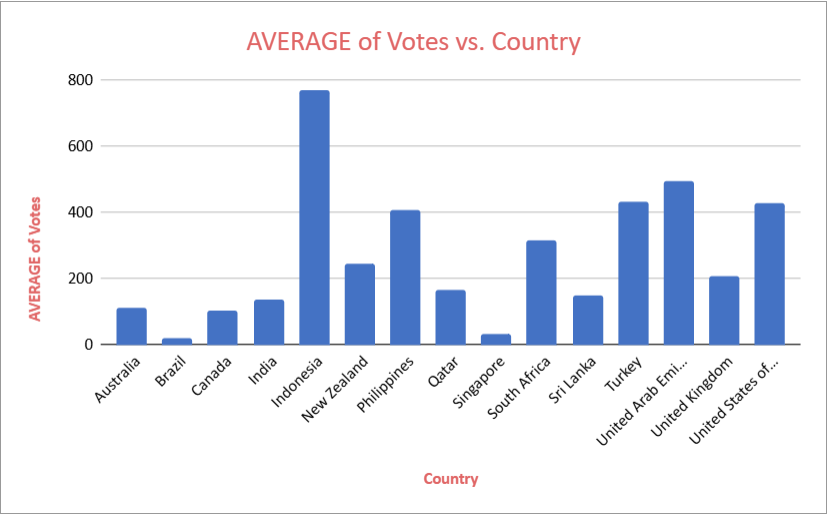 AVERAGE of Votes vs. Country
AVERAGE of Votes
800
600
400
200
0
Australia
Brazil
Canada
India
Indonesia
New Zealand
Philippines
Qatar
Singapore
South Africa
Sri Lanka
Turkey
United Arab Emi...
United Kingdom
United States of...
Country